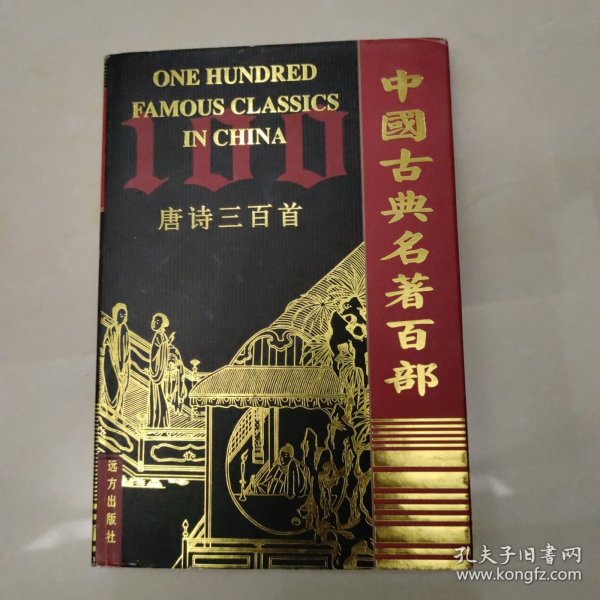 ONE HUNDRED
FAMOUS CLASSICS
IN CHINA
100
唐诗三百首
中國古典名著百部
远方出版社
孔夫子旧书网
www.kongfz.com